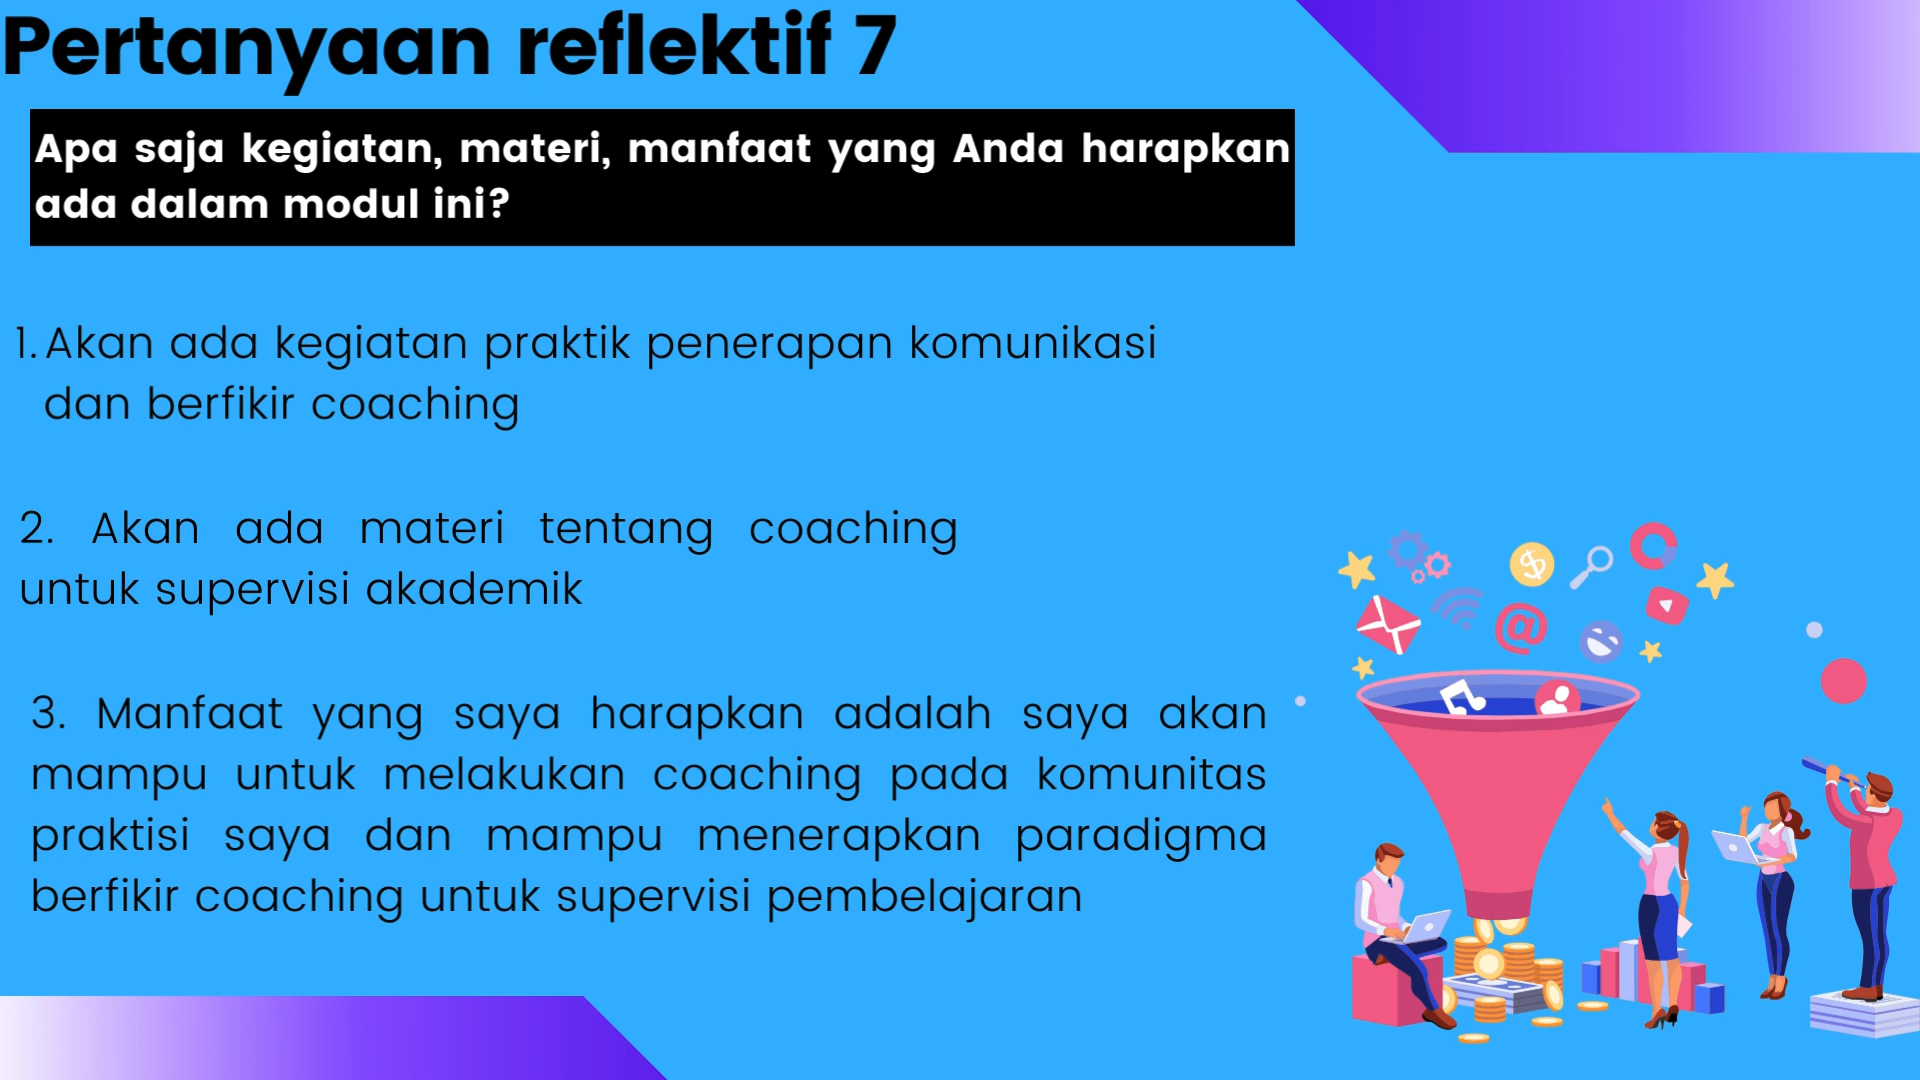 Pertanyaan reflektif 7
Apa saja kegiatan, materi, manfaat yang Anda harapkan
ada dalam modul ini?
1. Akan ada kegiatan praktik penerapan komunikasi
dan berfikir coaching
2. Akan ada materi tentang coaching
untuk supervisi akademik
3. Manfaat yang saya harapkan adalah saya akan
mampu untuk melakukan coaching pada komunitas
praktisi saya dan mampu menerapkan paradigma
berfikir coaching untuk supervisi pembelajaran